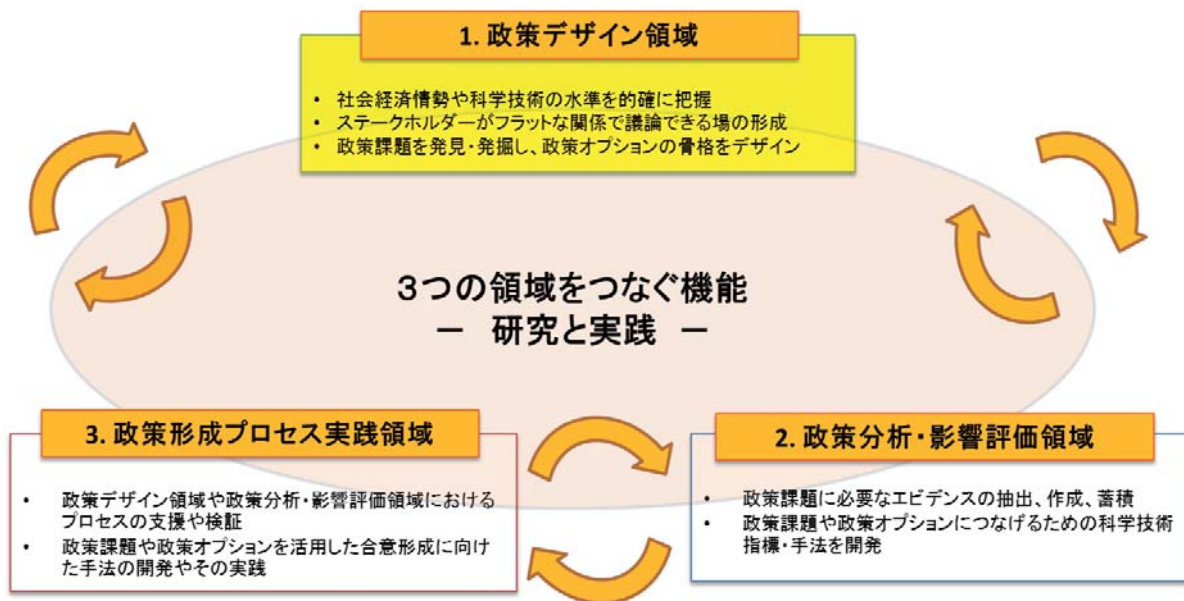 1. 政策デザイン領域
• 社会経済情勢や科学技術の水準を的確に把握
• ステークホルダーがフラットな関係で議論できる場の形成
• 政策課題を発見・発掘し、政策オプションの骨格をデザイン
３つの領域をつなぐ機能
－ 研究と実践 －
3. 政策形成プロセス実践領域
• 政策デザイン領域や政策分析・影響評価領域における
プロセスの支援や検証
• 政策課題や政策オプションを活用した合意形成に向け
た手法の開発やその実践
2. 政策分析・影響評価領域
• 政策課題に必要なエビデンスの抽出、作成、蓄積
• 政策課題や政策オプションにつなげるための科学技術
指標・手法を開発